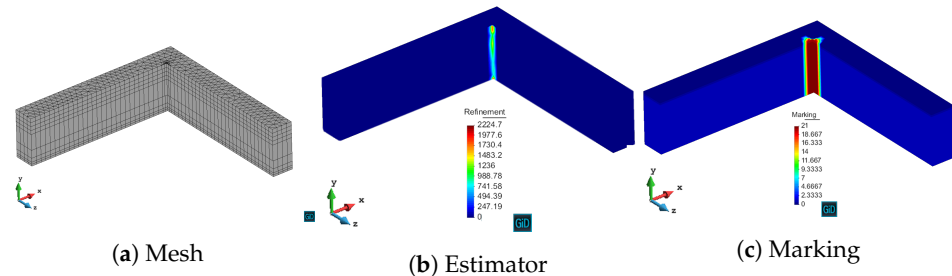 y
x
z
(a) Mesh
Refinement
2224.7
1977.6
1730.4
1483.2
1236
988.78
741.58
494.39
247.19
0
y
x
z
GiD
GiD
(b) Estimator
Marking
21
18.667
16.333
14
11.667
9.3333
7
4.6667
2.3333
0
y
x
z
GiD
(c) Marking